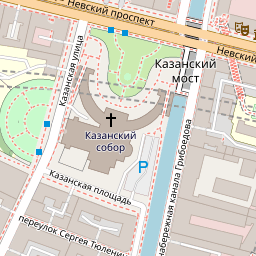 Невский проспект
Невский
Казанская улица
Казанский
мост
Казанский
собор
P
Казанская площадь
набережная канала Грибоедова
переулок Сергея Тюленина